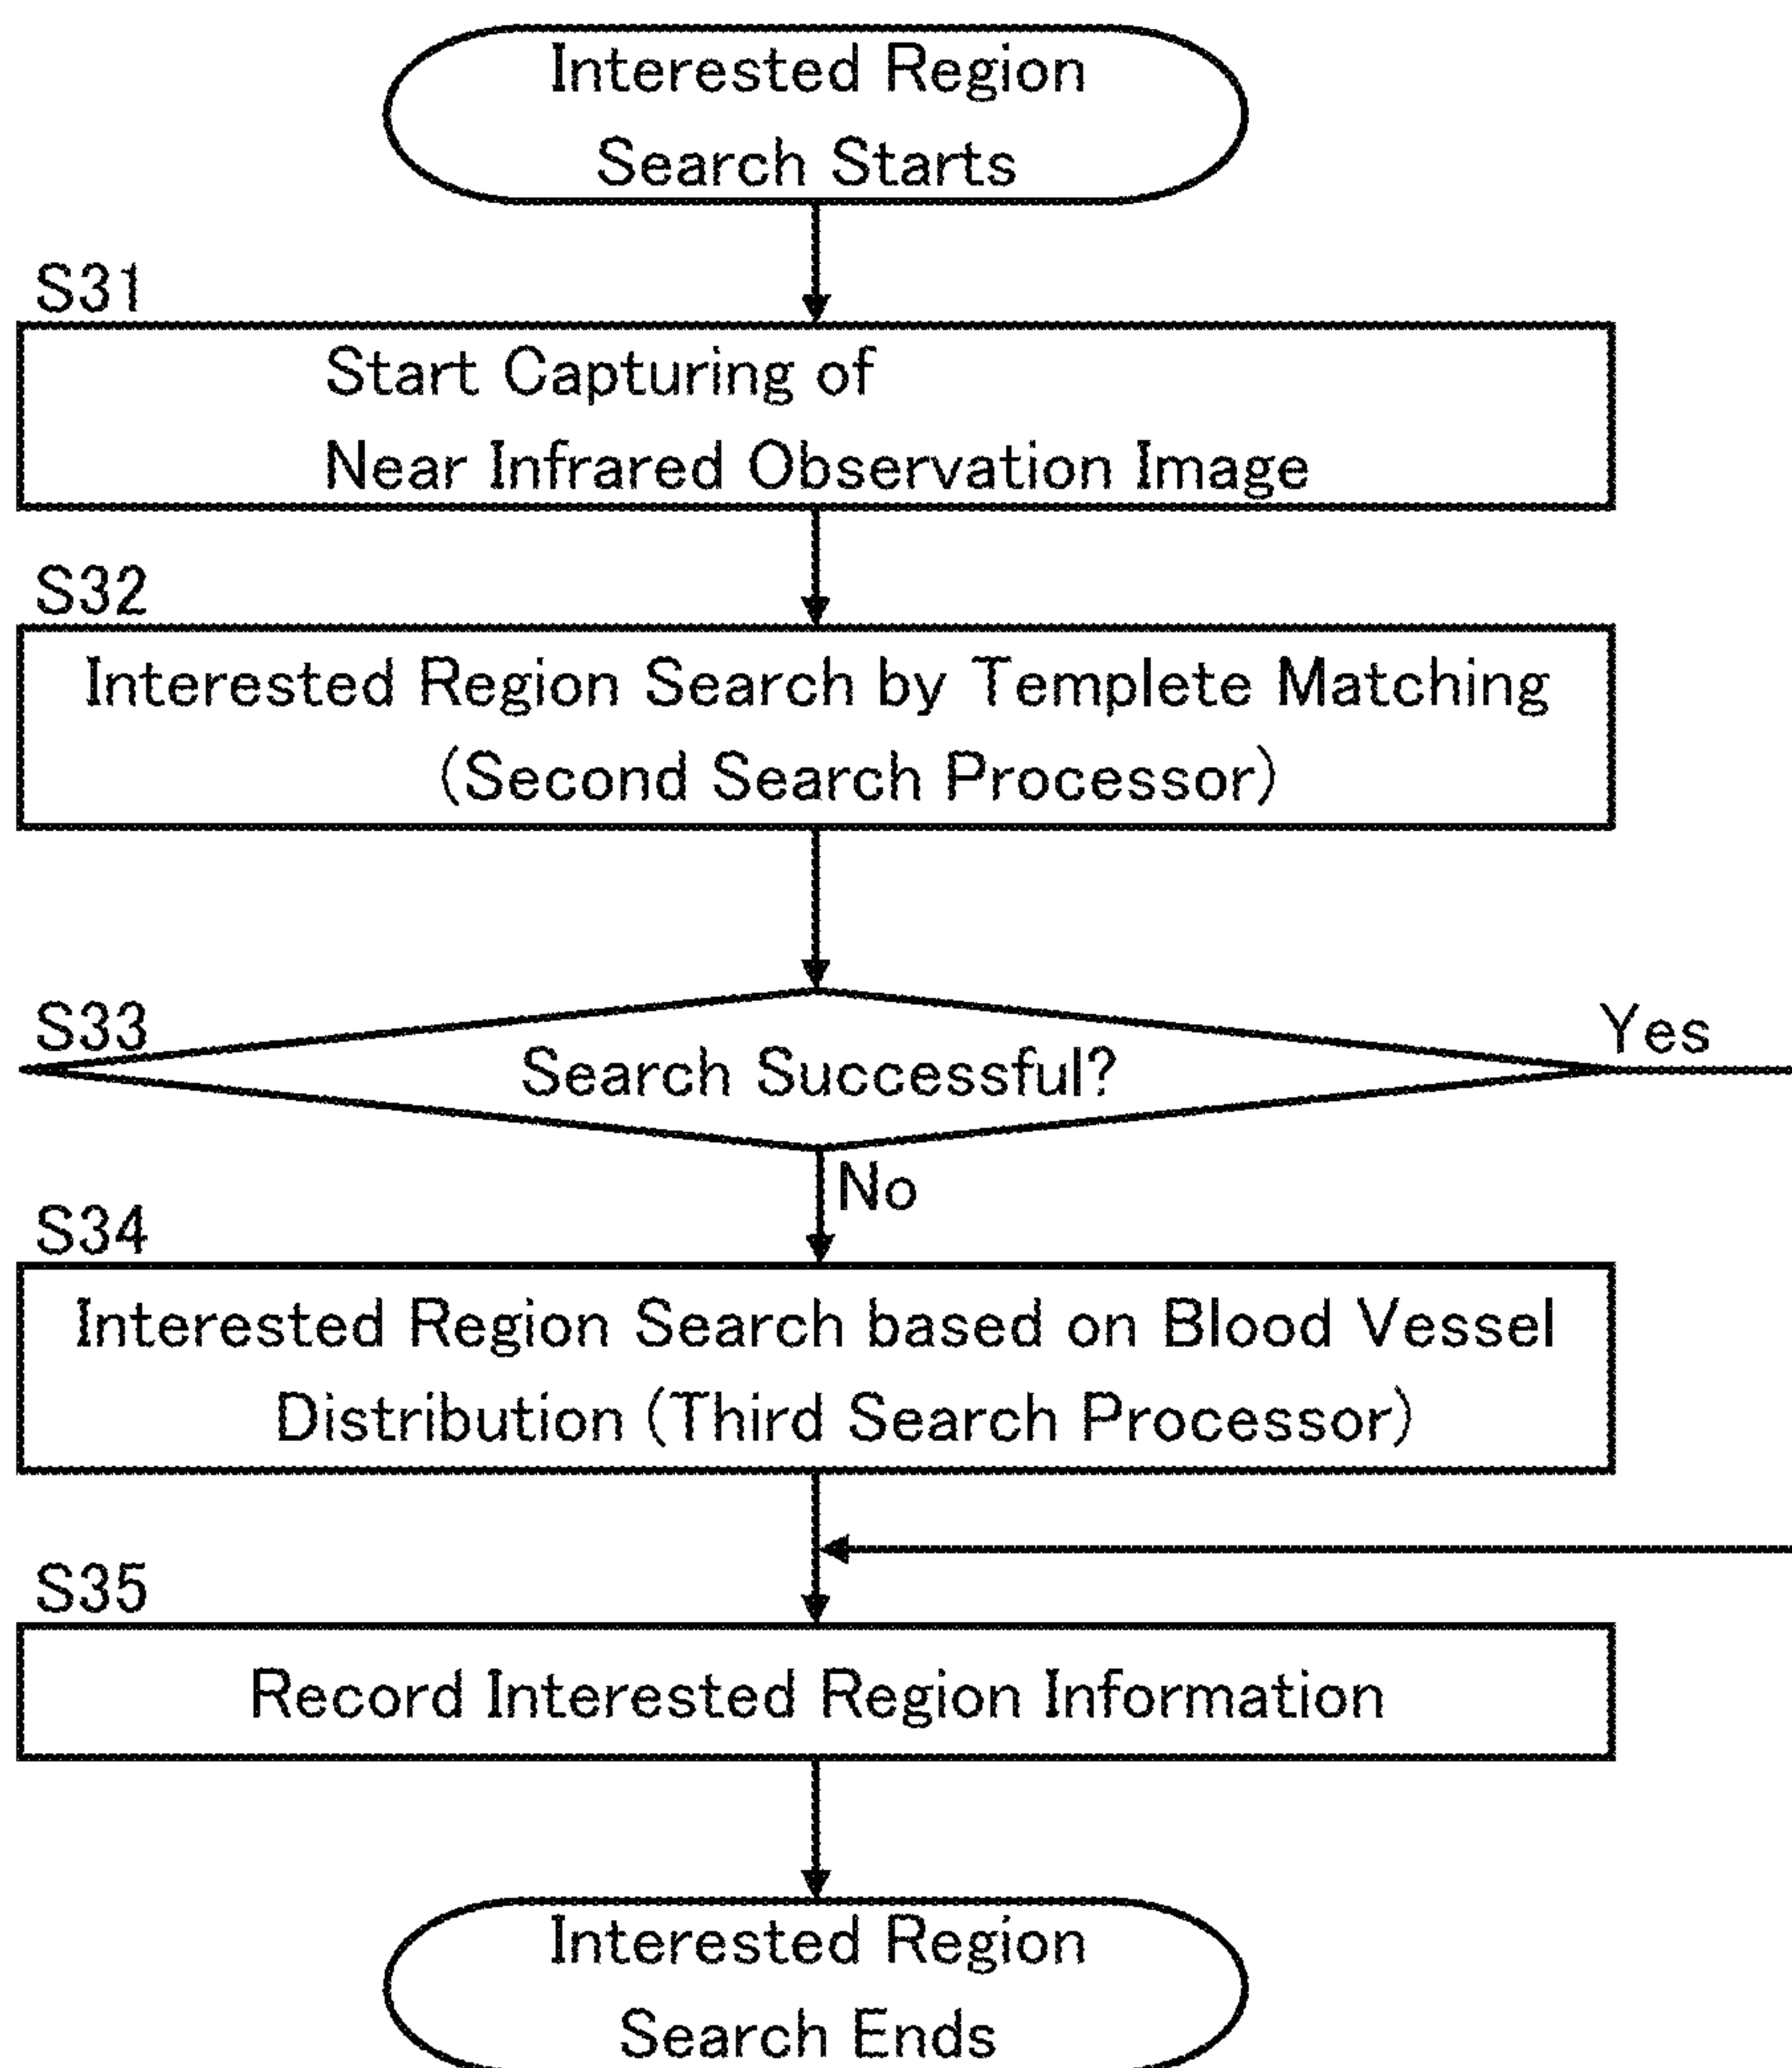 Interested Region
Search Starts
S31
Start Capturing of
Near Infrared Observation Image
S32
Interested Region Search by Templete Matching
(Second Search Processor)
S33
Search Successful?
Yes
No
S34
Interested Region Search based on Blood Vessel
Distribution (Third Search Processor)
S35
Record Interested Region Information
Interested Region
Search Ends